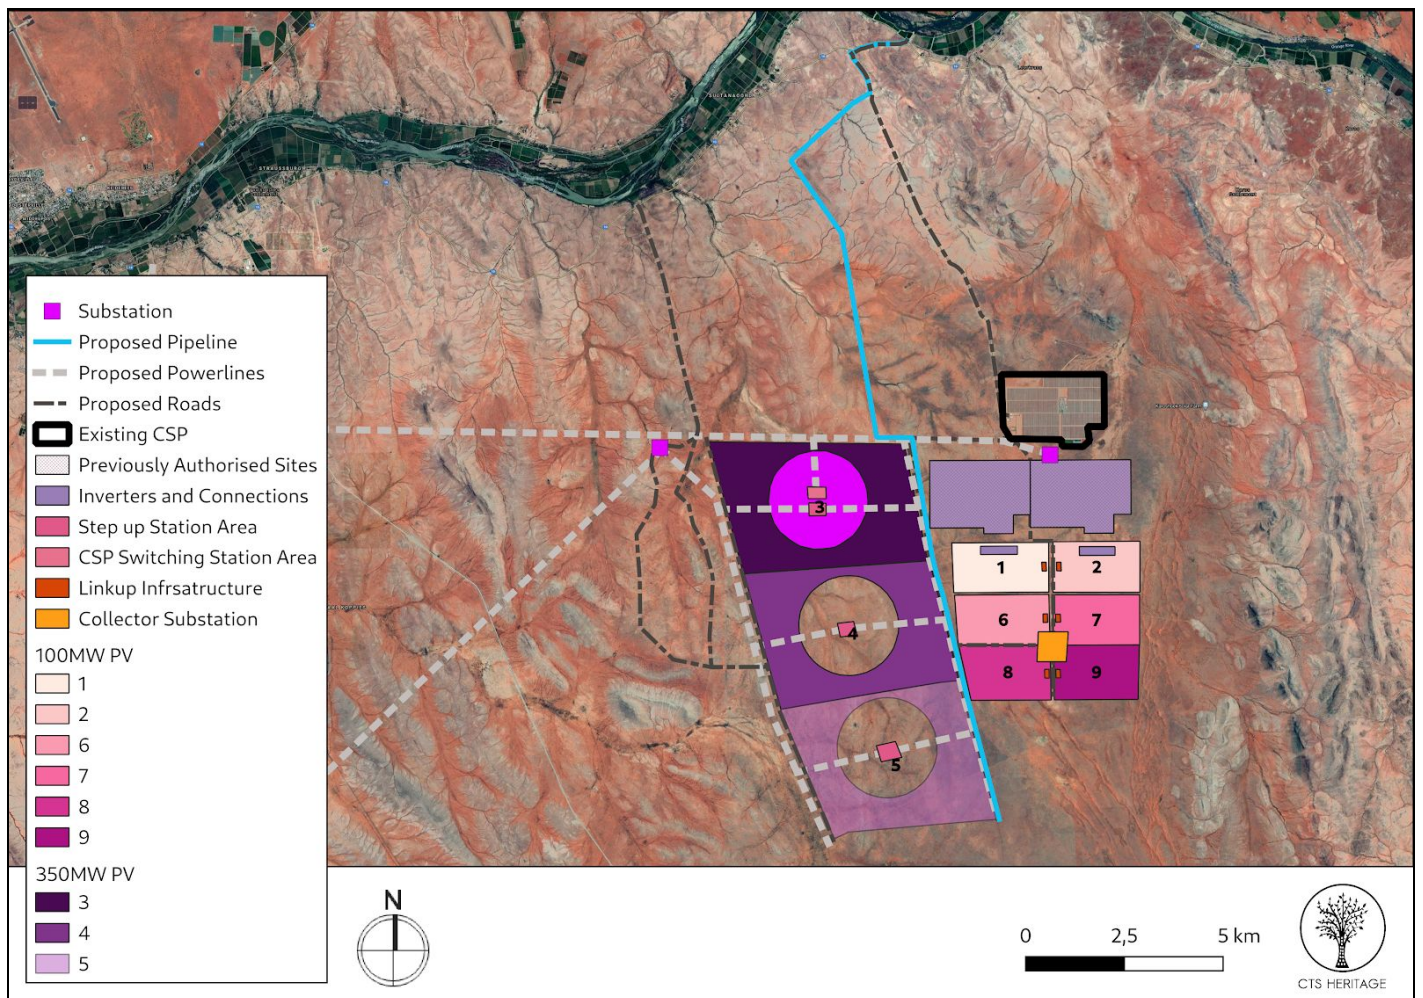 SULTANAOORD
STRAUSSBURG
Substation
Proposed Pipeline
Proposed Powerlines
Proposed Roads
Existing CSP
Previously Authorised Sites
Inverters and Connections
Step up Station Area
CSP Switching Station Area
Linkup Infrsatructure
Collector Substation
100MW PV
1
2
6
7
8
9
350MW PV
3
4
5
3
4
5
1
2
6
7
8
9
N
0 2,5 5 km
CTS HERITAGE